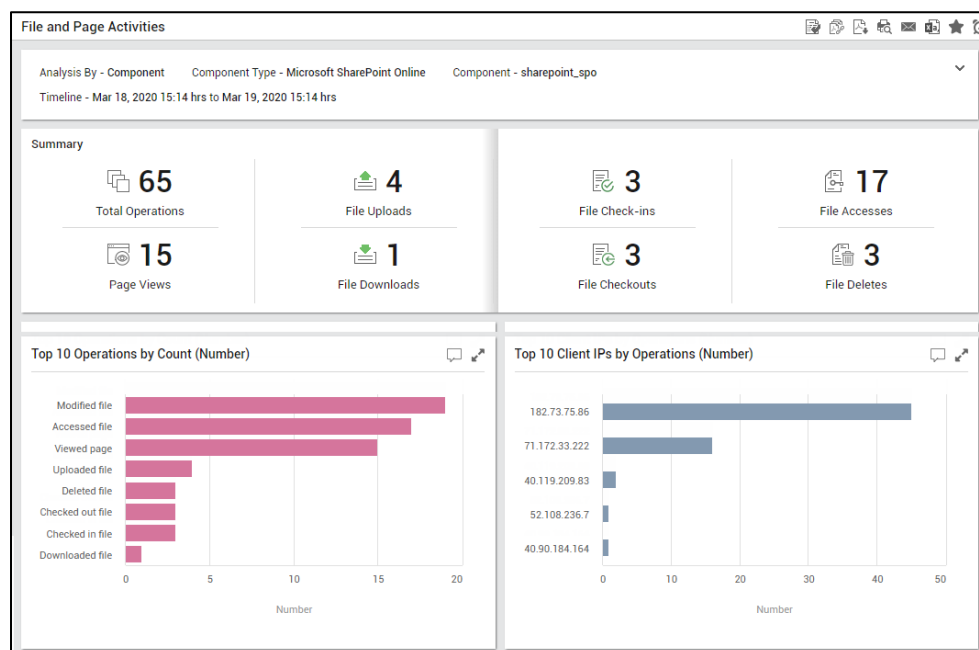 File and Page Activities
Analysis By - Component Component Type - Microsoft SharePoint Online Component - sharepoint_spo
Timeline - Mar 18, 2020 15:14 hrs to Mar 19, 2020 15:14 hrs
Summary
65
Total Operations
4
File Uploads
3
File Check-ins
17
File Accesses
15
Page Views
1
File Downloads
3
File Checkouts
3
File Deletes
Top 10 Operations by Count (Number)
Modified file
Accessed file
Viewed page
Uploaded file
Deleted file
Checked out file
Checked in file
Downloaded file
0 5 10 15 20
Number
Top 10 Client IPs by Operations (Number)
182.73.75.86
71.172.33.222
40.119.209.83
52.108.236.7
40.90.184.164
0 10 20 30 40 50
Number